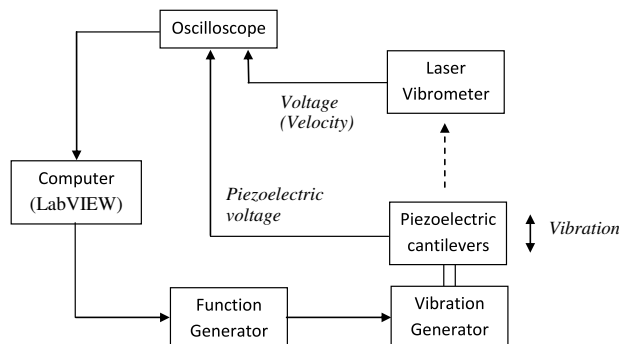 Oscilloscope
Laser
Vibrometer
Voltage
(Velocity)
Computer
(LabVIEW)
Piezoelectric
voltage
Piezoelectric
cantilevers
Vibration
Function
Generator
Vibration
Generator